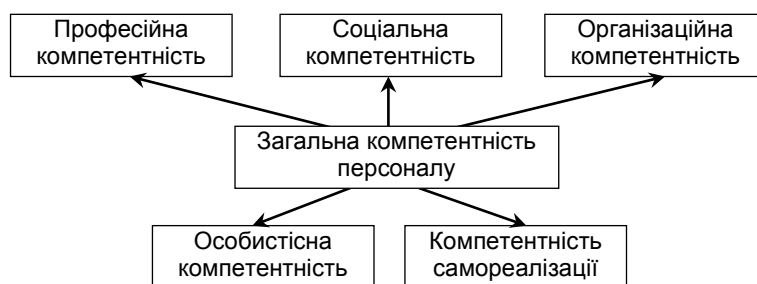 Професійна
компетентність
Соціальна
компетентність
Організаційна
компетентність
Загальна компетентність
персоналу
Особистісна
компетентність
Компетентність
самореалізації